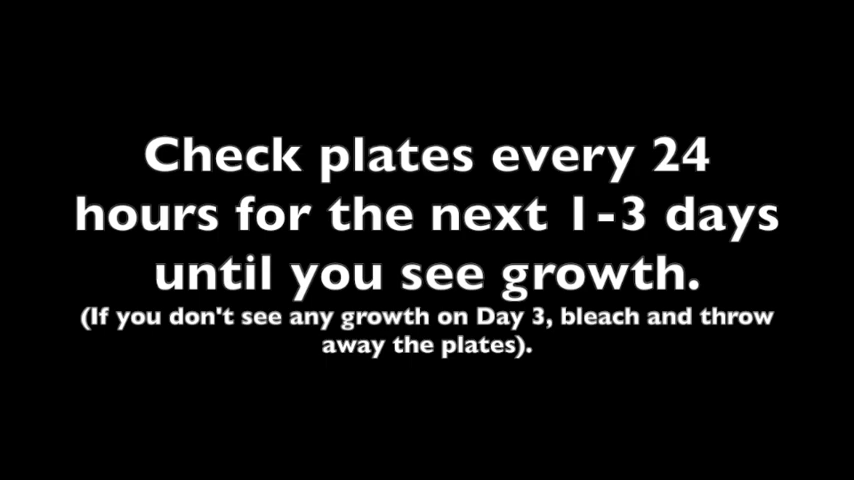 Check plates every 24
hours for the next 1-3 days
until you see growth.
(If you don't see any growth on Day 3, bleach and throw
away the plates).